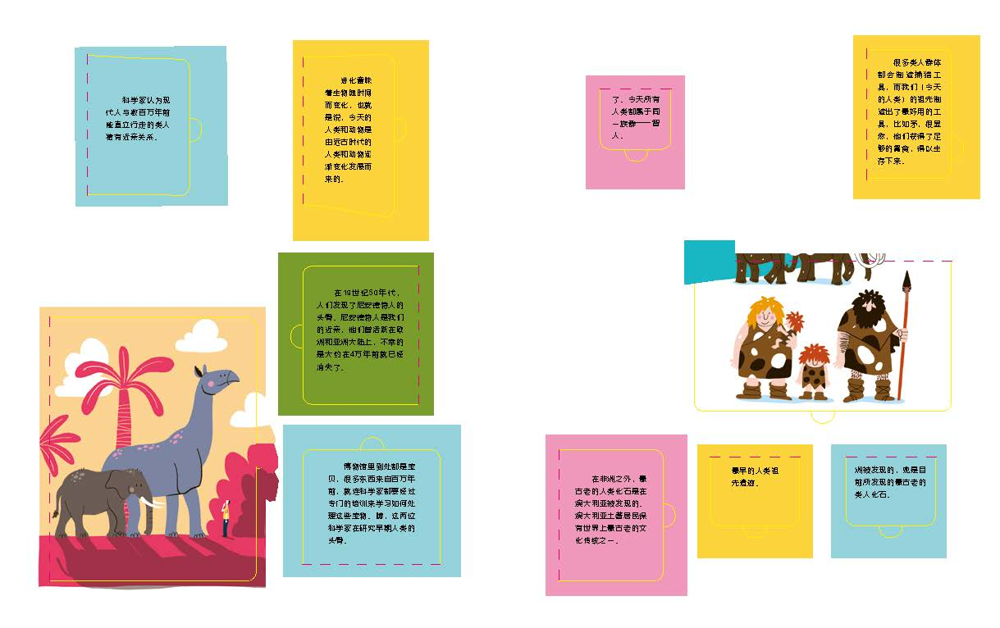 科学家认为现
代人与数百万年前
能直立行走的类人
猿有近亲关系。
进化意味
着生物随时间
而变化，也就
是说，今天的
人类和动物是
由远古时代的
人类和动物逐
渐变化发展而
来的。
在19世纪50年代，
人们发现了尼安德特人的
头骨。尼安德特人是我们
的近亲，他们曾活跃在欧
洲和亚洲大陆上，不幸的
是大约在4万年前就已经
消失了。
博物馆里到处都是宝
贝，很多东西来自百万年
前，就连科学家都要经过
专门的培训来学习如何处
理这些宝物。瞧，这两位
科学家在研究早期人类的
头骨。
了。今天所有
人类都属于同
一族群——智
人。
很多类人群体
都会制造捕猎工
具，而我们（今天
的人类）的祖先制
造出了最好用的工
具，比如矛，很显
然，他们获得了足
够的食食，得以生
存下来。
在非洲之外，最
古老的人类化石是在
澳大利亚被发现的。
澳大利亚土著居民保
有世界上最古老的文
化传统之一。
最早的人类祖
先遗迹。
洲被发现的，她是目
前所发现的最古老的
类人化石。